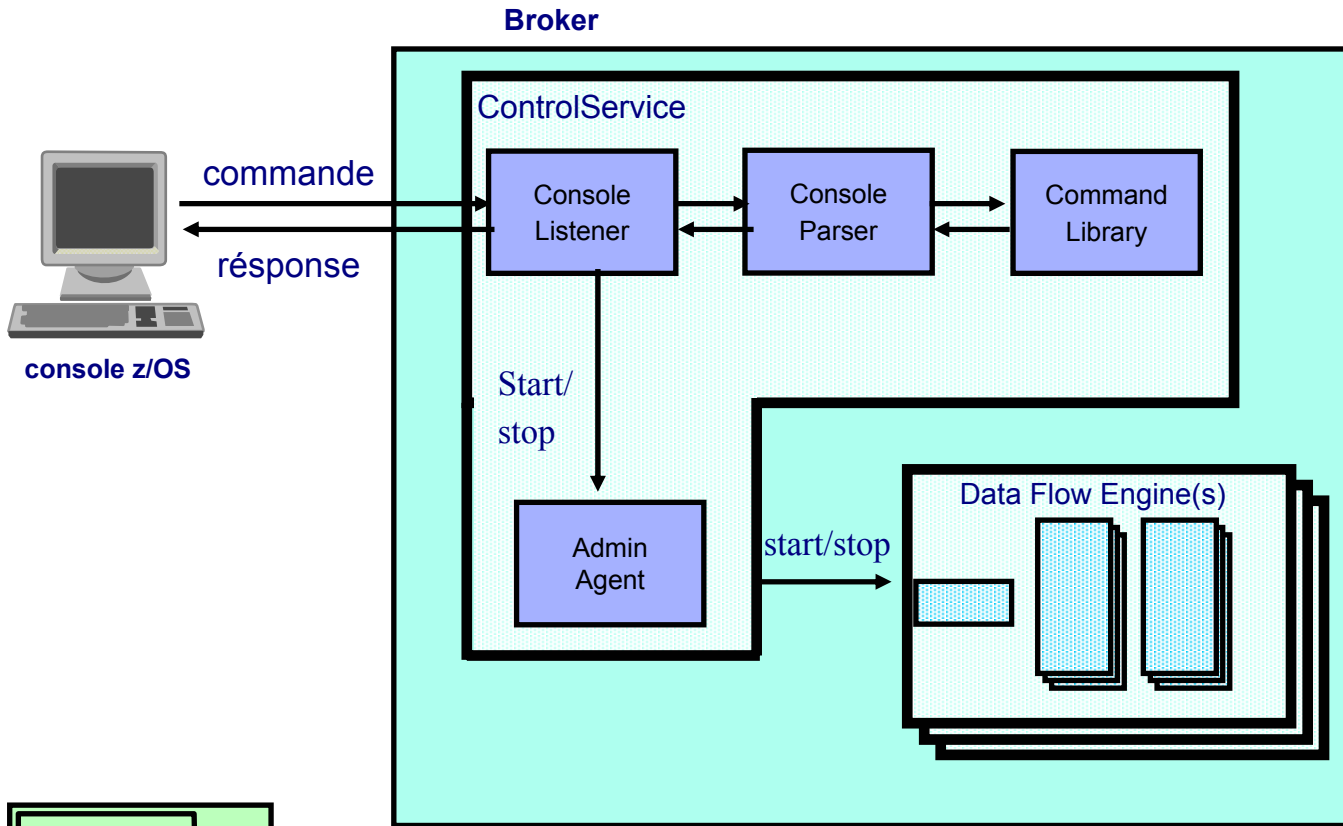 Broker
ControlService
commande
Console
Listener
Console
Parser
Command
Library
résponse
console z/OS
Start/
stop
Data Flow Engine(s)
Admin
Agent
start/stop